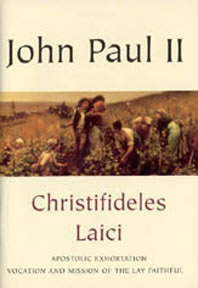 John Paul II
Christifideles
Laici
APOSTOLIC EXHORTATION
VOCATION AND MISSION OF THE LAY FAITHFUL